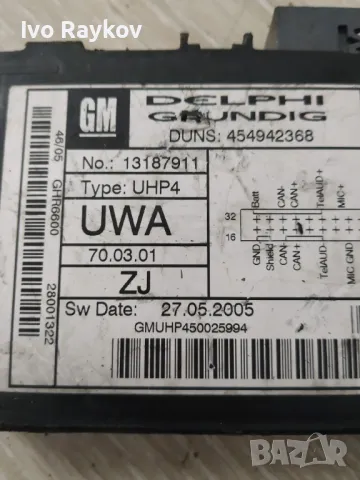 Ivo Raykov
GM
DELPHI
GRUNDIG
DUNS: 454942368
46/05 GHR6600 28001322
No.: 13187911
Type: UHP4
UWA
70.03.01
ZJ
Batt CAN- CAN+ TelAUD+ MIC+
32
16
GND Shield CAN- CAN+ TelAUD- MIC GND
Sw Date: 27.05.2005
GMUHP450025994
BAZAR
bg